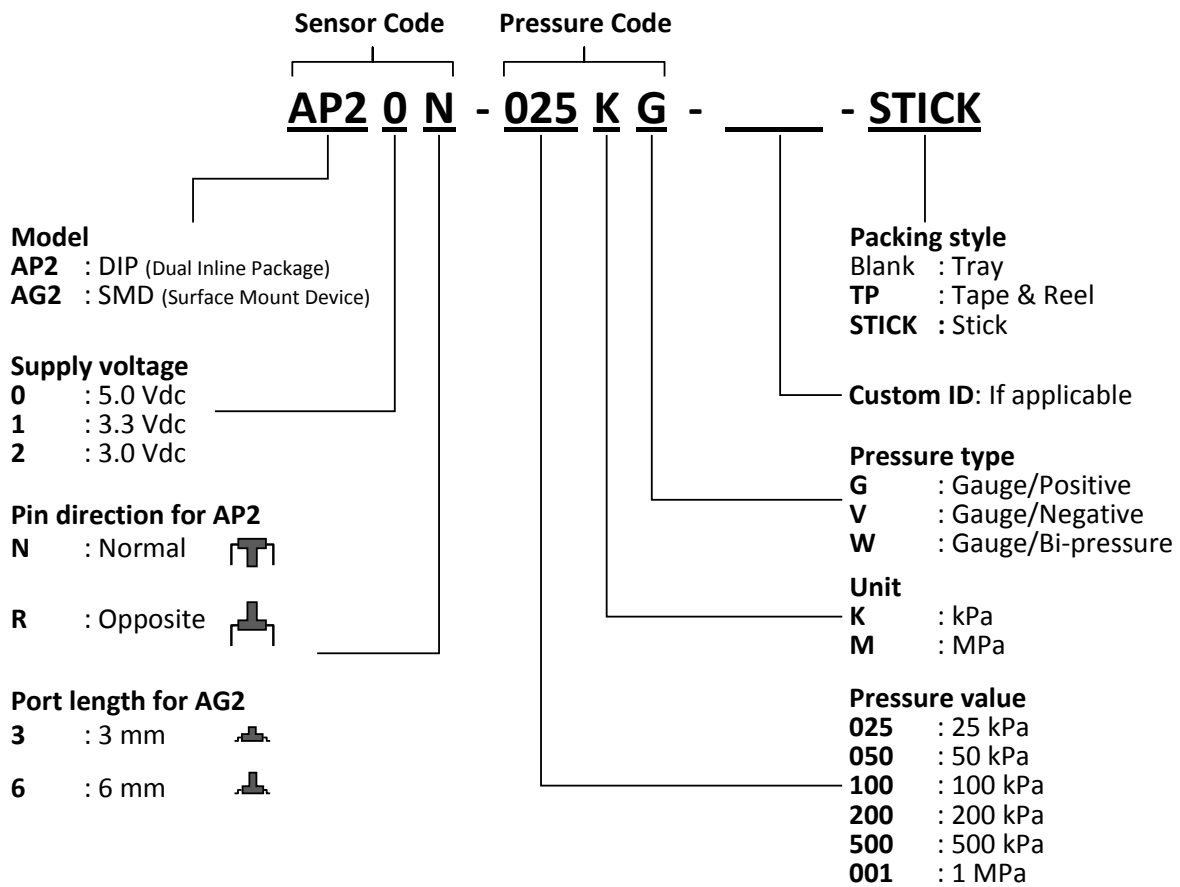 Sensor Code Pressure Code
AP2 0 N - 025 K G - ____ - STICK
Model
AP2 : DIP (Dual Inline Package)
AG2 : SMD (Surface Mount Device)
Supply voltage
0 : 5.0 Vdc
1 : 3.3 Vdc
2 : 3.0 Vdc
Pin direction for AP2
N : Normal
R : Opposite
Port length for AG2
3 : 3 mm
6 : 6 mm
Packing style
Blank : Tray
TP : Tape & Reel
STICK : Stick
Custom ID: If applicable
Pressure type
G : Gauge/Positive
V : Gauge/Negative
W : Gauge/Bi-pressure
Unit
K : kPa
M : MPa
Pressure value
025 : 25 kPa
050 : 50 kPa
100 : 100 kPa
200 : 200 kPa
500 : 500 kPa
001 : 1 MPa